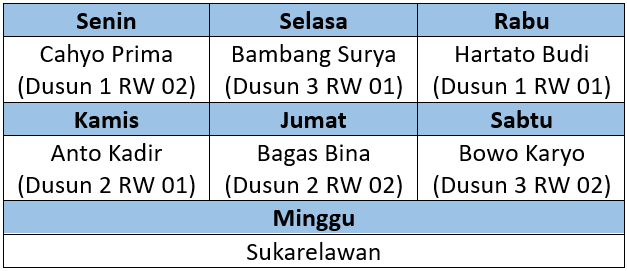 Senin Selasa Rabu
Cahyo Prima Bambang Surya Hartato Budi
(Dusun 1 RW 02) (Dusun 3 RW 01) (Dusun 1 RW 01)
Kamis Jumat Sabtu
Anto Kadir Bagas Bina Bowo Karyo
(Dusun 2 RW 01) (Dusun 2 RW 02) (Dusun 3 RW 02)
Minggu
Sukarelawan